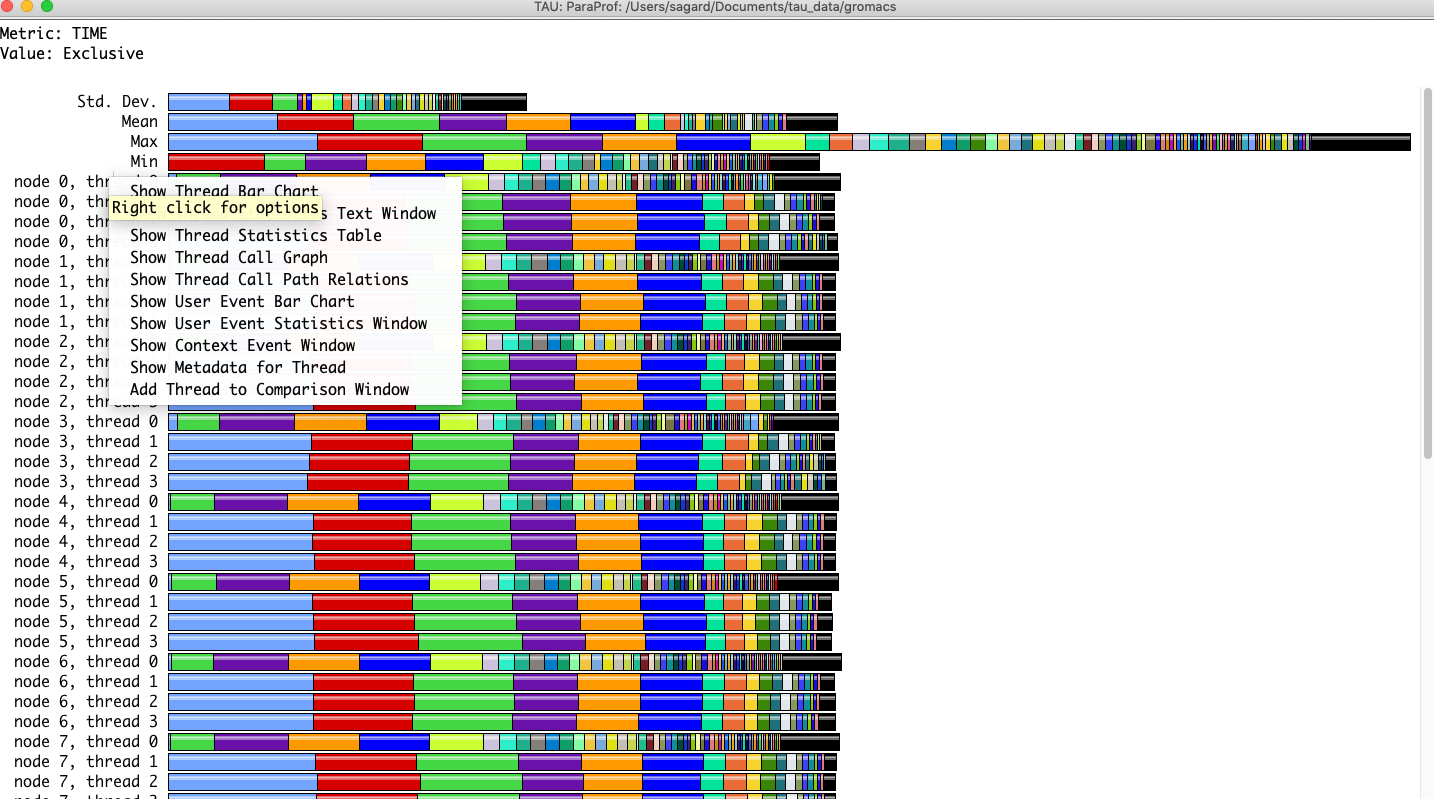 TAU: ParaProf: /Users/sagard/Documents/tau_data/gromacs
Metric: TIME
Value: Exclusive
Std. Dev.
Mean
Max
Min
node 0, thr
Show Thread Bar Chart
node 0, thr
Right click for options
s Text Window
node 0, thr
Show Thread Statistics Table
node 0, thr
Show Thread Call Graph
node 1, thr
Show Thread Call Path Relations
node 1, thr
Show User Event Bar Chart
node 1, thr
Show User Event Statistics Window
node 1, thr
Show Context Event Window
node 2, thr
Show Metadata for Thread
node 2, thr
Add Thread to Comparison Window
node 2, thr
node 2, thread 3
node 3, thread 0
node 3, thread 1
node 3, thread 2
node 3, thread 3
node 4, thread 0
node 4, thread 1
node 4, thread 2
node 4, thread 3
node 5, thread 0
node 5, thread 1
node 5, thread 2
node 5, thread 3
node 6, thread 0
node 6, thread 1
node 6, thread 2
node 6, thread 3
node 7, thread 0
node 7, thread 1
node 7, thread 2
node 7, thread 3